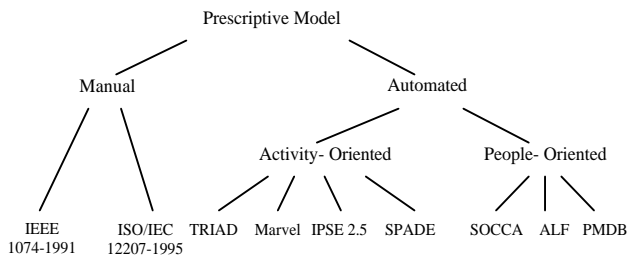 Prescriptive Model
Manual
Automated
Activity- Oriented
People- Oriented
IEEE
1074-1991
ISO/IEC
12207-1995
TRIAD
Marvel
IPSE 2.5
SPADE
SOCCA
ALF
PMDB